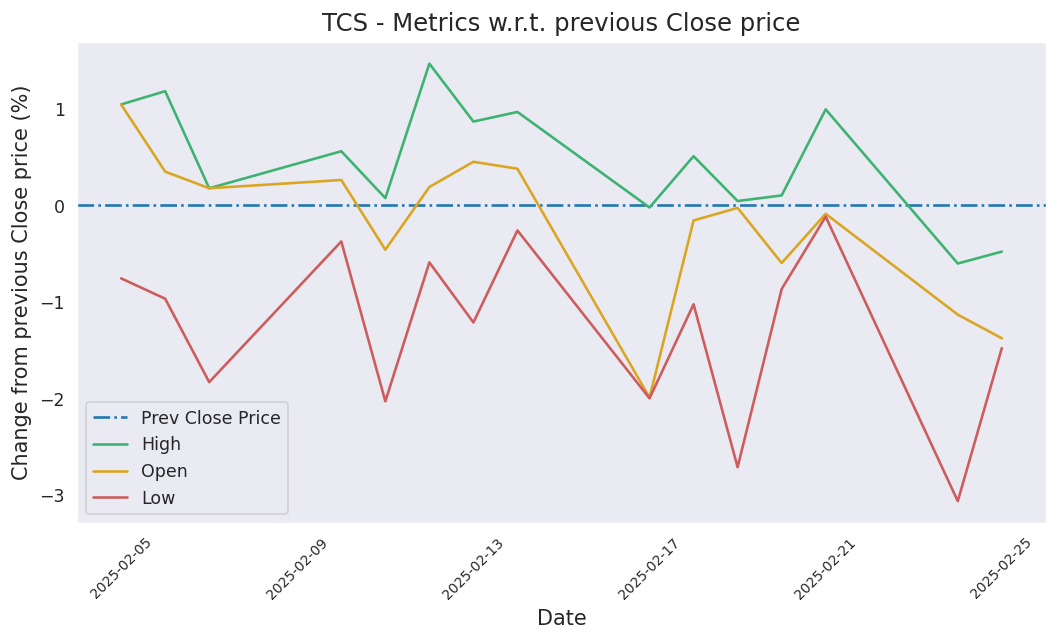 TCS - Metrics w.r.t. previous Close price
Change from previous Close price (%)
1
0
−1
−2
−3
Prev Close Price
High
Open
Low
2025-02-05
2025-02-09
2025-02-13
2025-02-17
2025-02-21
2025-02-25
Date